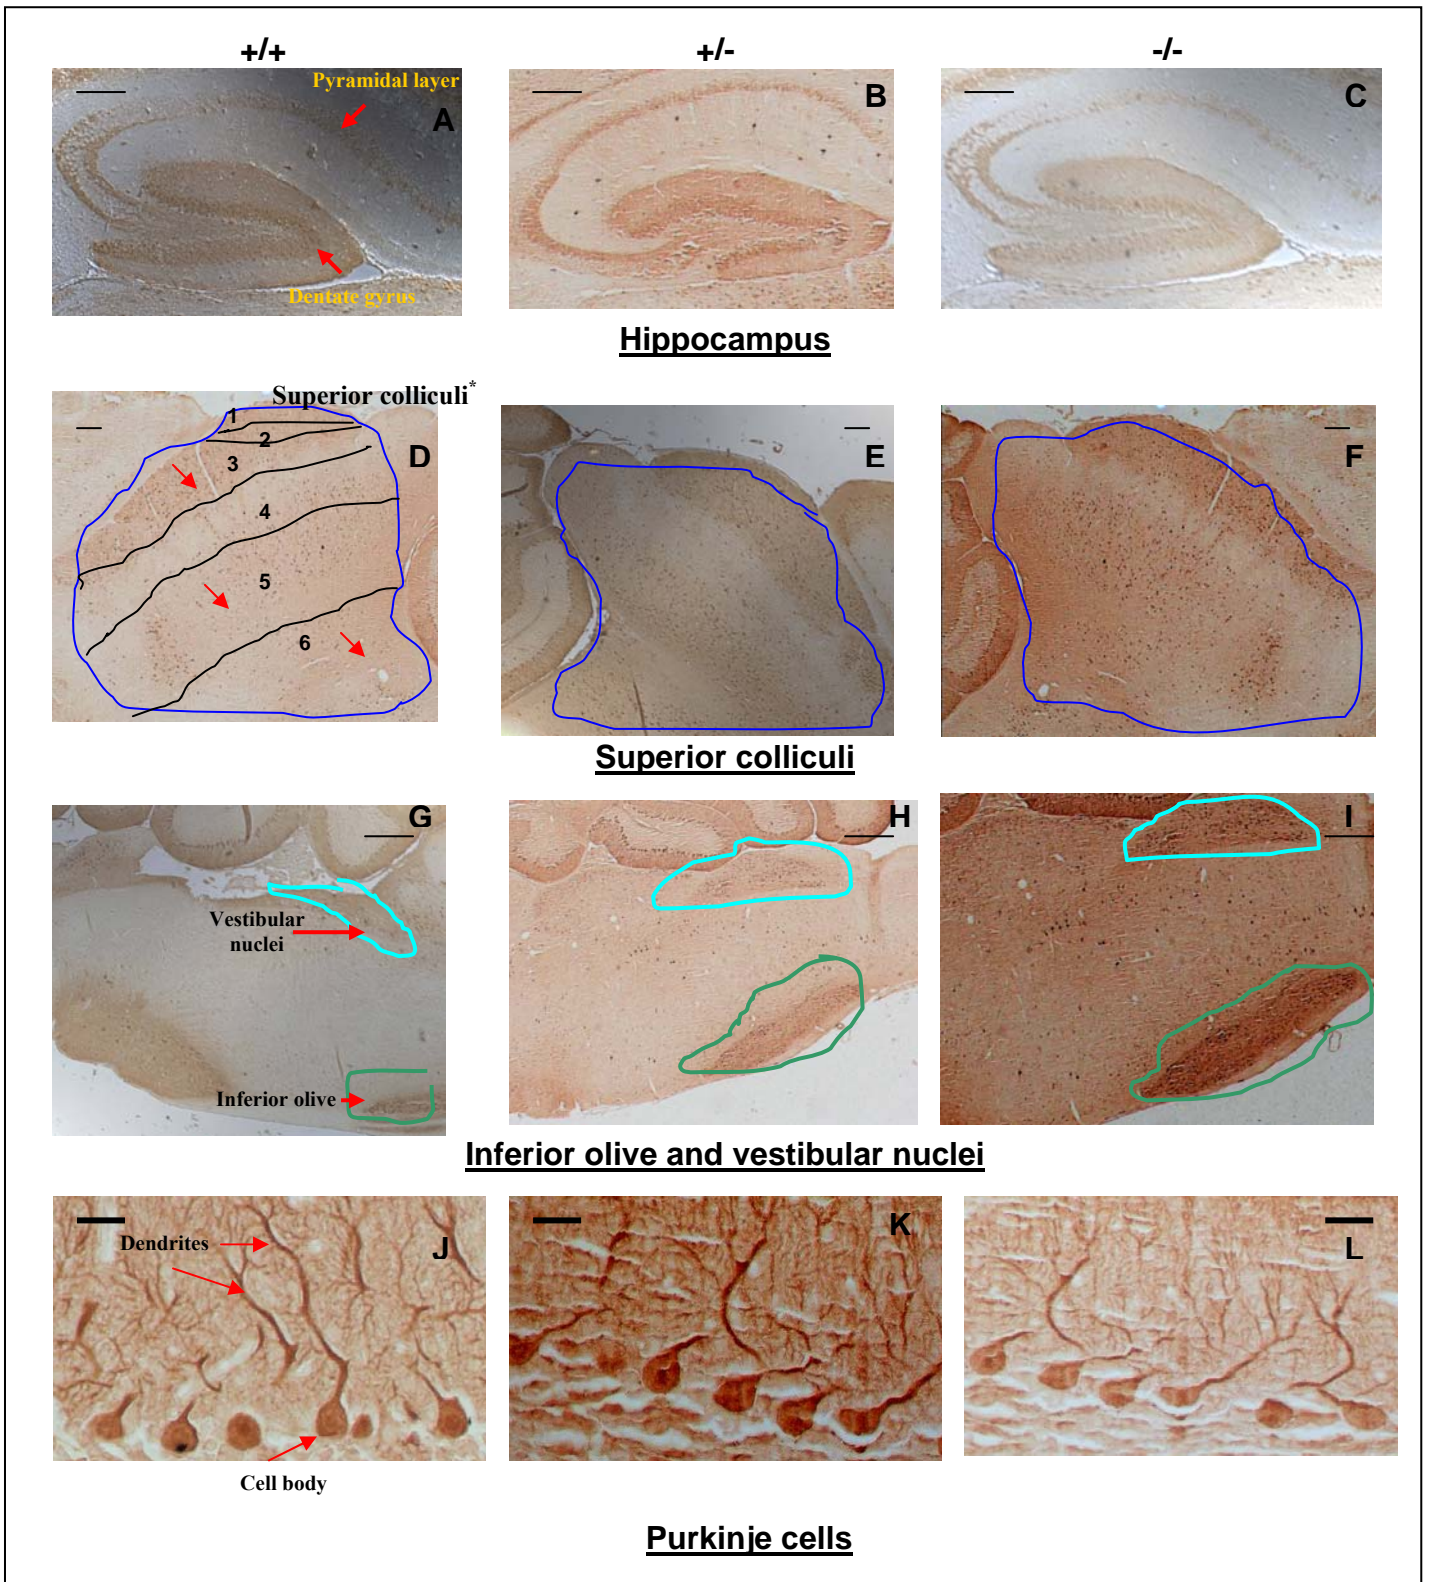 +/+ +/- -/-
Pyramidal layer
A B C
Dentate gyrus
Hippocampus
Superior colliculi*
1
2
3
4
5
6
D E F
Superior colliculi
G H I
Vestibular
nuclei
Inferior olive
Inferior olive and vestibular nuclei
Dendrites
J K L
Cell body
Purkinje cells